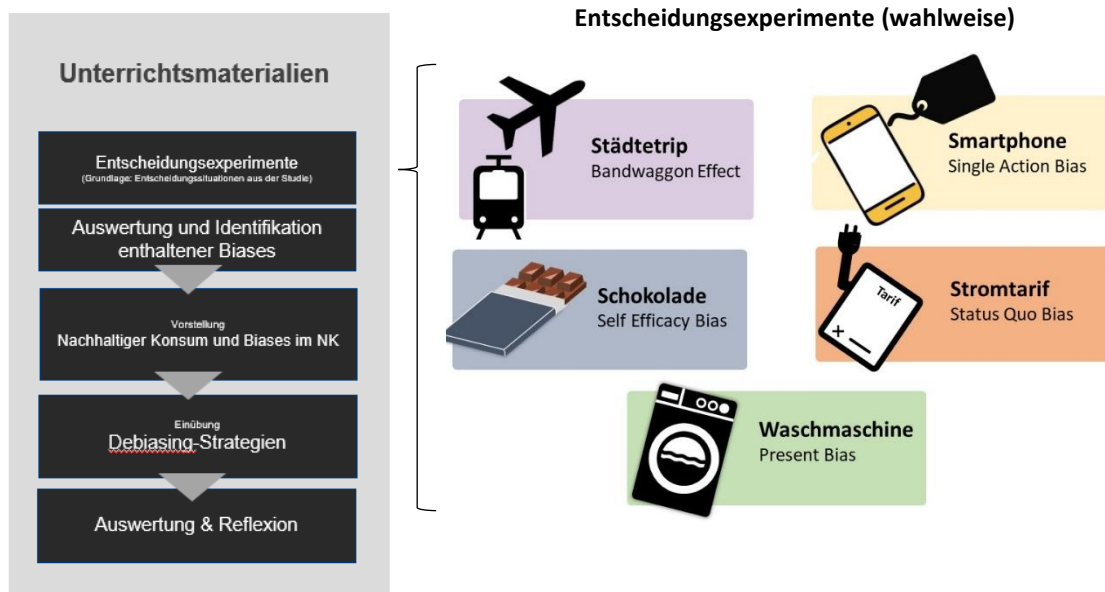 Entscheidungsexperimente (wahlweise)
Unterrichtsmaterialien
Entscheidungsexperimente
(Grundlage: Entscheidungssituationen aus der Studie)
Auswertung und Identifikation
enthaltener Biases
Vorstellung
Nachhaltiger Konsum und Biases im NK
Einübung
Debiasing-Strategien
Auswertung & Reflexion
Städtetrip
Bandwaggon Effect
Smartphone
Single Action Bias
Schokolade
Self Efficacy Bias
Tarif
Stromtarif
Status Quo Bias
Waschmaschine
Present Bias